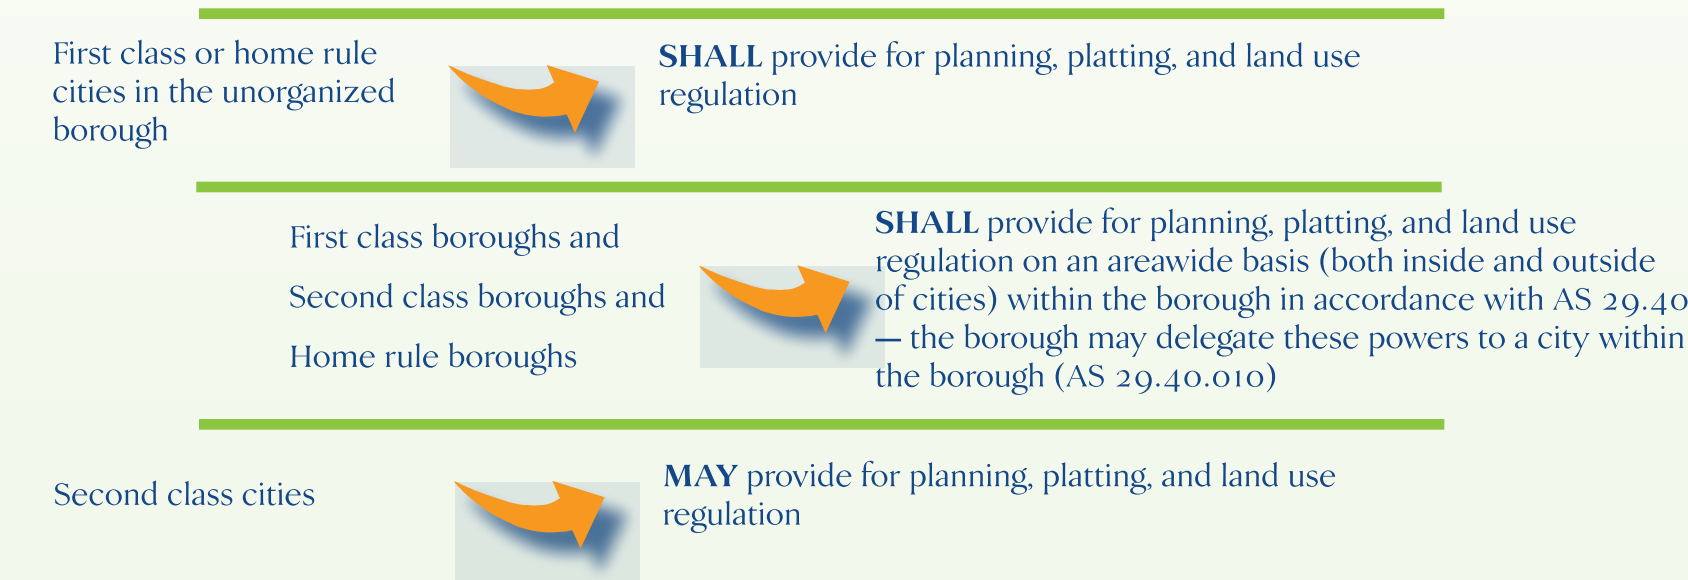 First class or home rule
cities in the unorganized
borough
SHALL provide for planning, platting, and land use
regulation
First class boroughs and
Second class boroughs and
Home rule boroughs
SHALL provide for planning, platting, and land use
regulation on an areawide basis (both inside and outside
of cities) within the borough in accordance with AS 29.40
— the borough may delegate these powers to a city within
the borough (AS 29.40.010)
Second class cities
MAY provide for planning, platting, and land use
regulation